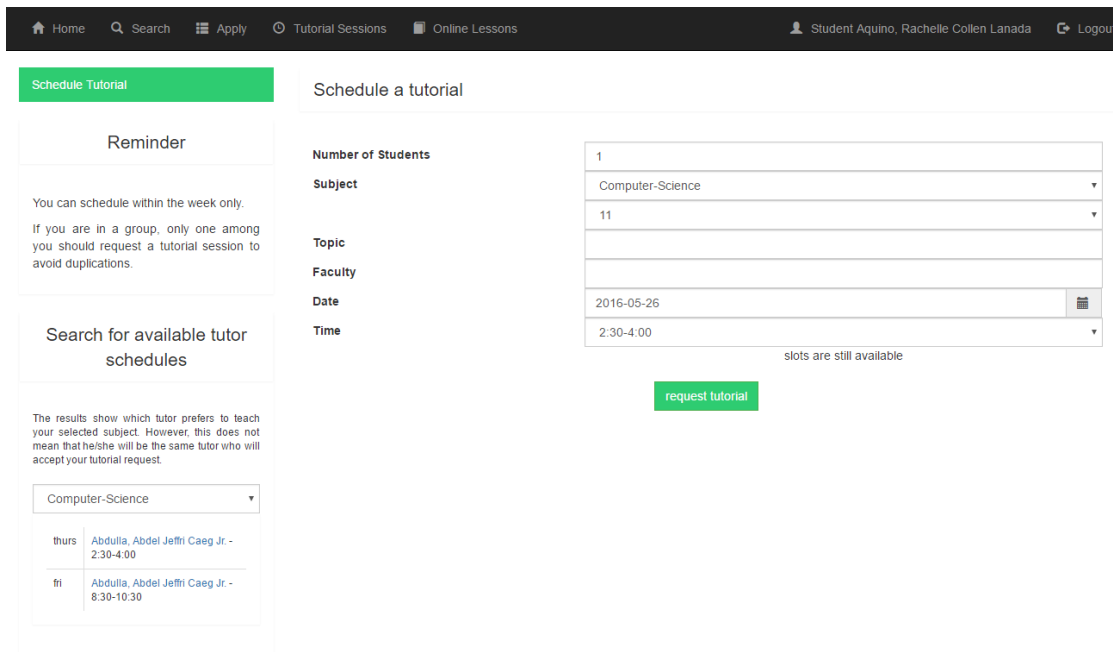 Home Search Apply Tutorial Sessions Online Lessons Student Aquino, Rachelle Collen Lanada Logou
Schedule Tutorial
Reminder
You can schedule within the week only.
If you are in a group, only one among
you should request a tutorial session to
avoid duplications.
Search for available tutor
schedules
The results show which tutor prefers to teach
your selected subject. However, this does not
mean that he/she will be the same tutor who will
accept your tutorial request.
Computer-Science
thurs Abdulla, Abdel Jeffri Caeg Jr. -
2:30-4:00
fri Abdulla, Abdel Jeffri Caeg Jr. -
8:30-10:30
Schedule a tutorial
Number of Students 1
Subject Computer-Science
11
Topic
Faculty
Date 2016-05-26
Time 2:30-4:00
slots are still available
request tutorial